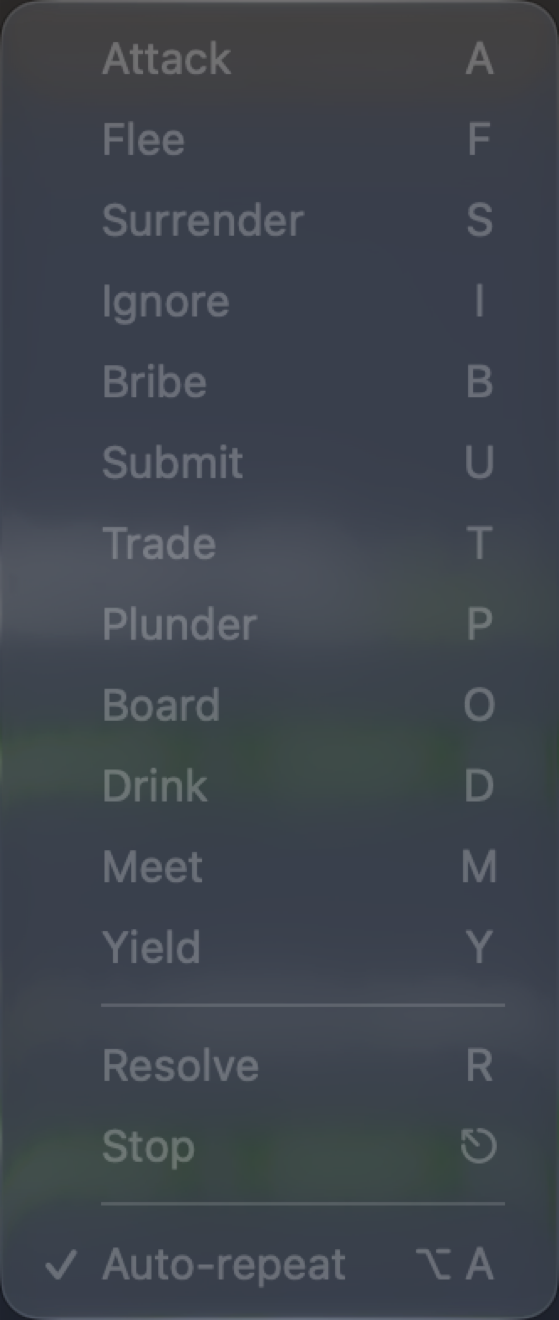 Attack A
Flee F
Surrender S
Ignore I
Bribe B
Submit U
Trade T
Plunder P
Board O
Drink D
Meet M
Yield Y
Resolve R
Stop ⎋
✓ Auto-repeat ⌥ A